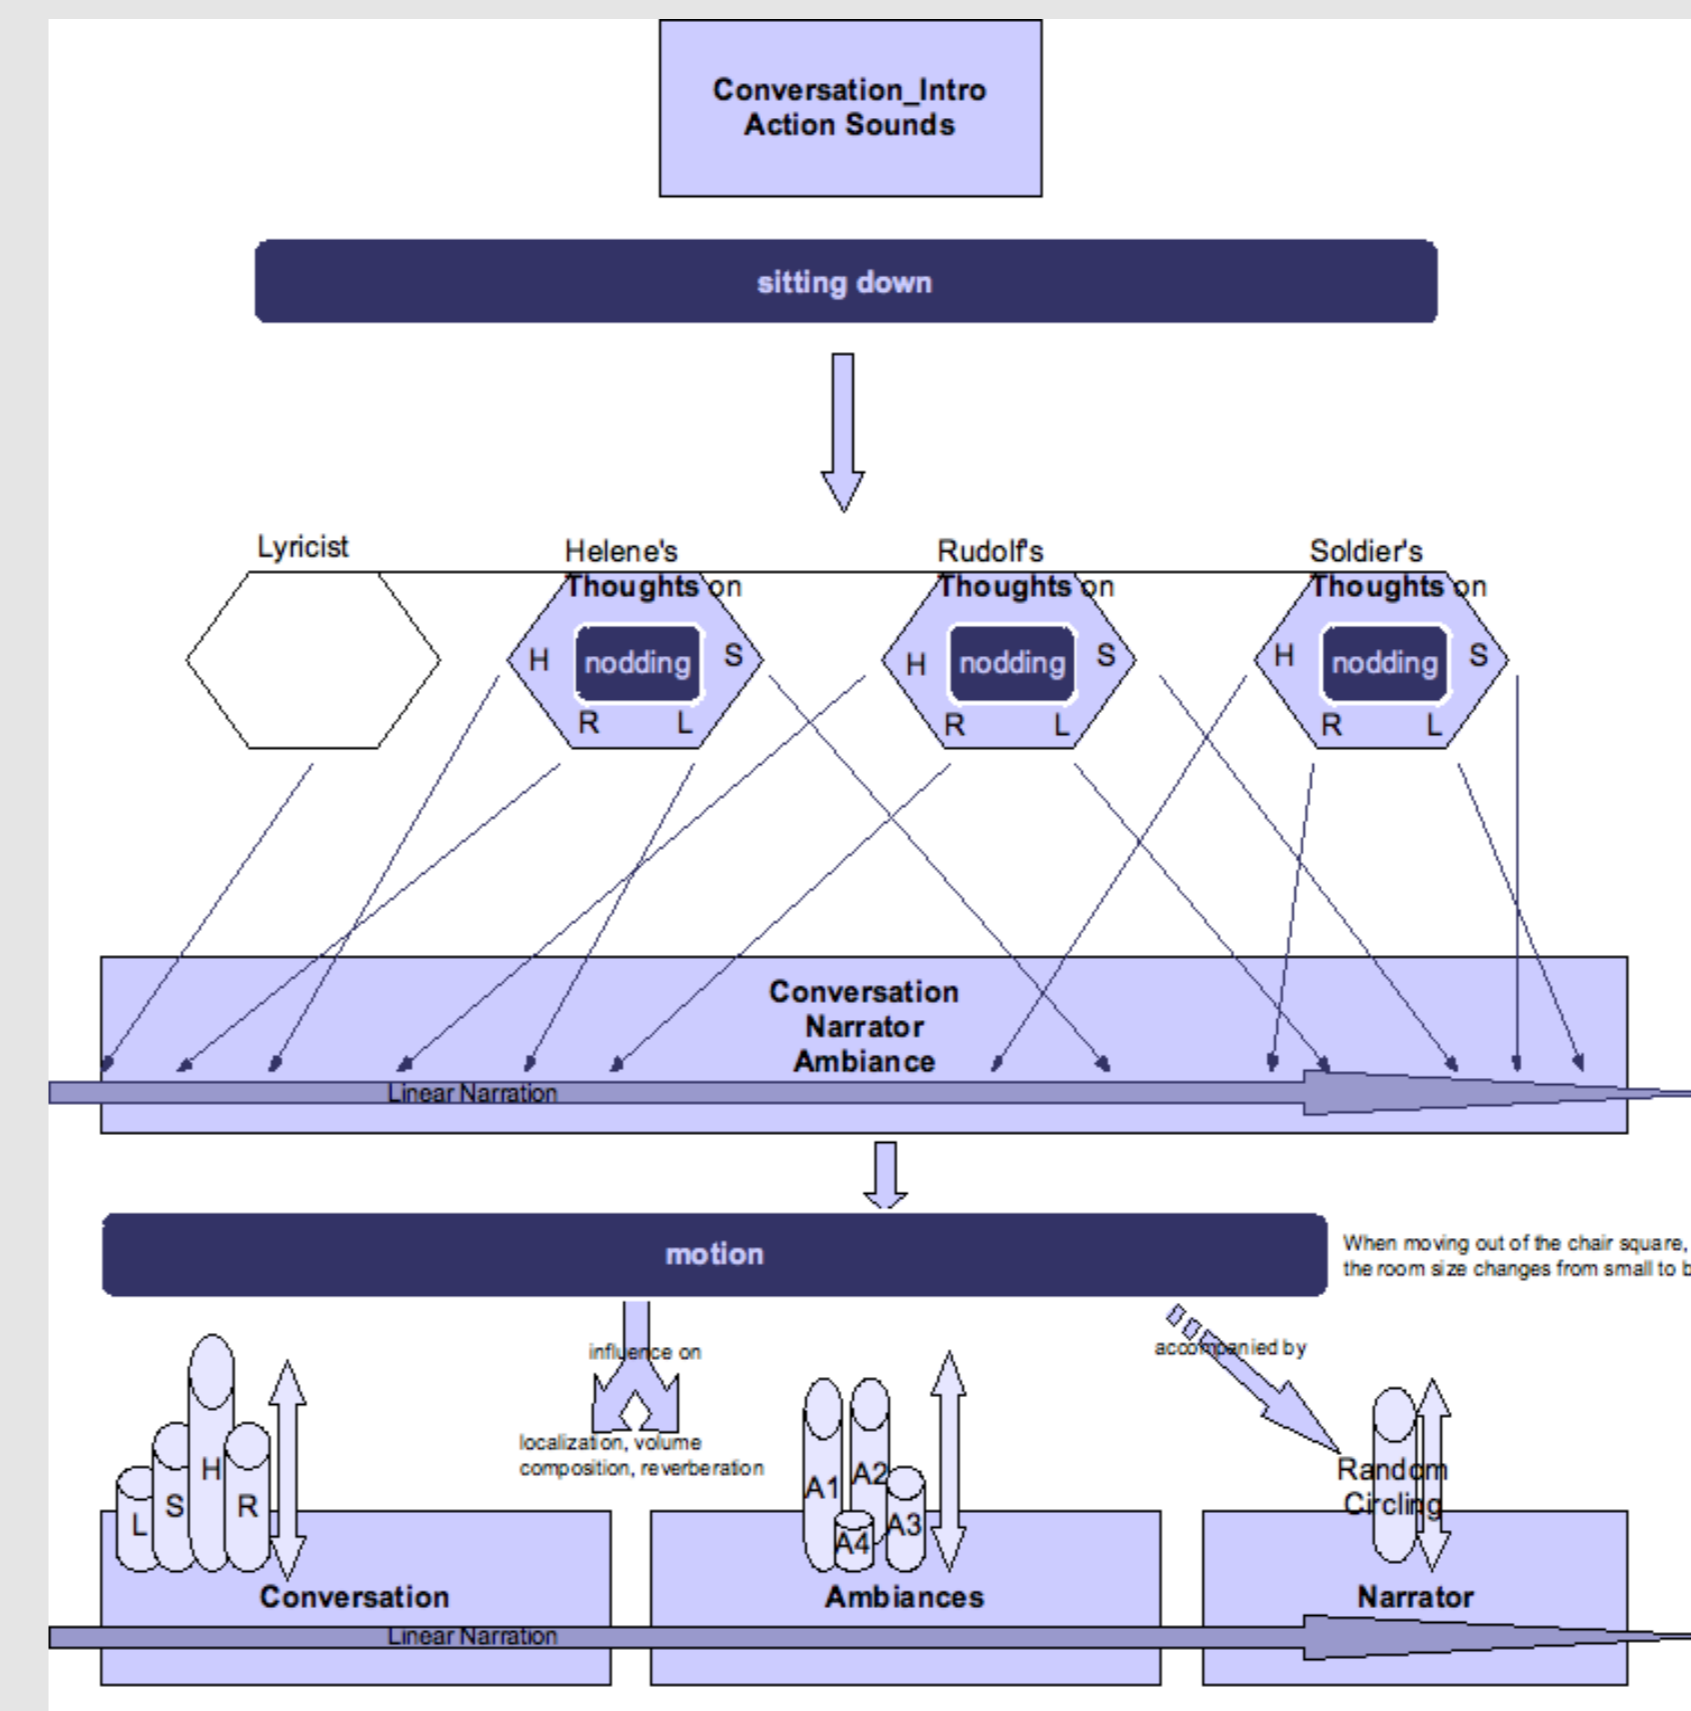 Conversation_Intro
Action Sounds
sitting down
Lyricist
Helene's
Thoughts on
Rudolf's
Thoughts on
Soldier's
Thoughts on
H
nodding
S
R
L
H
nodding
S
R
L
H
nodding
S
R
L
Conversation
Narrator
Ambiance
Linear Narration
motion
When moving out of the chair square,
the room size changes from small to b
influence on
localization, volume
composition, reverberation
accompanied by
L
S
H
R
A1
A2
A3
A4
Random
Circling
Conversation
Ambiances
Narrator
Linear Narration